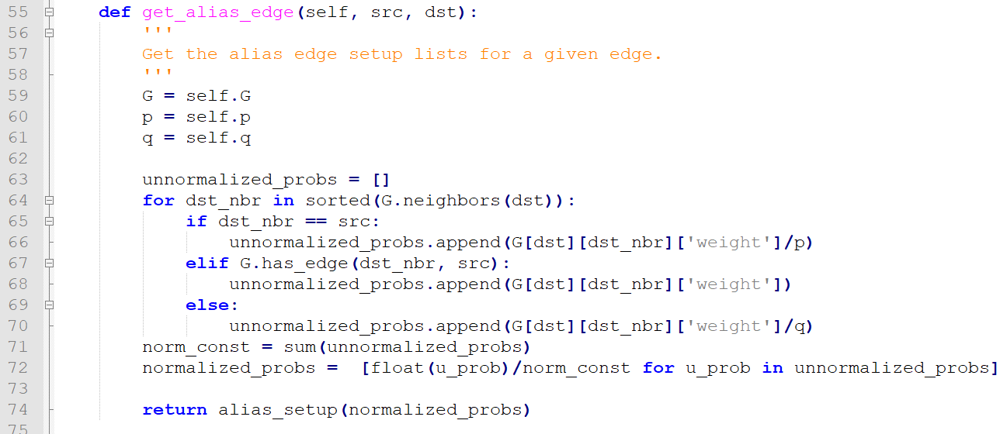 55 def get_alias_edge(self, src, dst):
56 '''
57 Get the alias edge setup lists for a given edge.
58 '''
59 G = self.G
60 p = self.p
61 q = self.q
62
63 unnormalized_probs = []
64 for dst_nbr in sorted(G.neighbors(dst)):
65 if dst_nbr == src:
66 unnormalized_probs.append(G[dst][dst_nbr]['weight']/p)
67 elif G.has_edge(dst_nbr, src):
68 unnormalized_probs.append(G[dst][dst_nbr]['weight'])
69 else:
70 unnormalized_probs.append(G[dst][dst_nbr]['weight']/q)
71 norm_const = sum(unnormalized_probs)
72 normalized_probs =  [float(u_prob)/norm_const for u_prob in unnormalized_probs]
73
74 return alias_setup(normalized_probs)
75